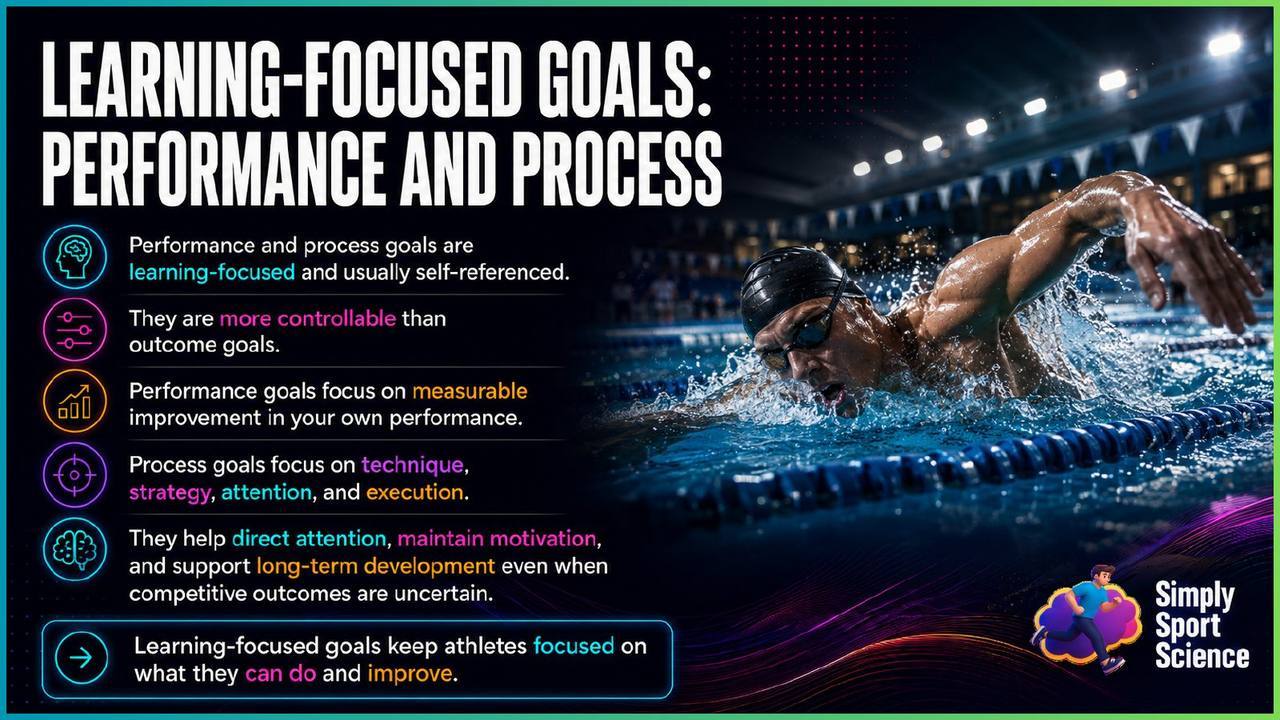 LEARNING-FOCUSED GOALS:
PERFORMANCE AND PROCESS
Performance and process goals are
learning-focused and usually self-referenced.
They are more controllable than
outcome goals.
Performance goals focus on measurable
improvement in your own performance.
Process goals focus on technique,
strategy, attention, and execution.
They help direct attention, maintain motivation,
and support long-term development even when
competitive outcomes are uncertain.
Learning-focused goals keep athletes focused on
what they can do and improve.
Simply
Sport
Science